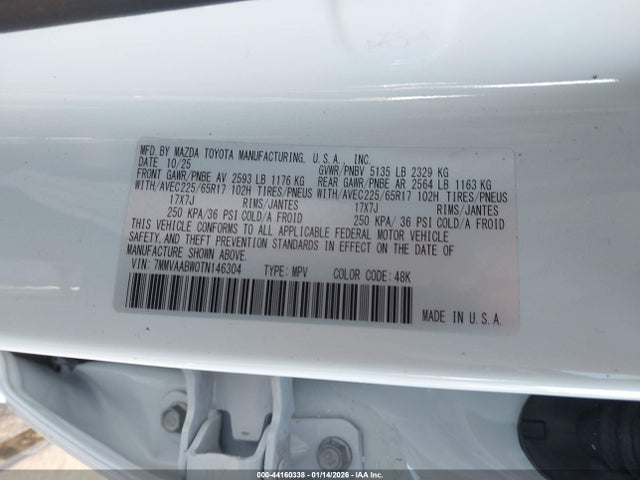 MFD. BY MAZDA TOYOTA MANUFACTURING, U.S.A., INC.
DATE 10/25 GVWR/PNBV 5135 LB 2329 KG
FRONT GAWR/PNBE AV 2593 LB 1176 KG REAR GAWR/PNBE AR 2564 LB 1163 KG
WITH/AVEC225/65R17 102H TIRES/PNEUS WITH/AVEC225/65R17 102H TIRES/PNEUS
17X7J RIMS/JANTES 17X7J RIMS/JANTES
250 KPA/36 PSI COLD/A FROID 250 KPA/36 PSI COLD/A FROID
THIS VEHICLE CONFORMS TO ALL APPLICABLE FEDERAL MOTOR VEHICLE
SAFETY, AND THEFT PREVENTION STANDARDS IN EFFECT ON THE DATE OF
MANUFACTURE SHOWN ABOVE.
VIN: 7MMVAABW0TN146304 TYPE: MPV COLOR CODE: 48K
MADE IN U.S.A.
000-44160338 - 01/14/2026 - IAA Inc.